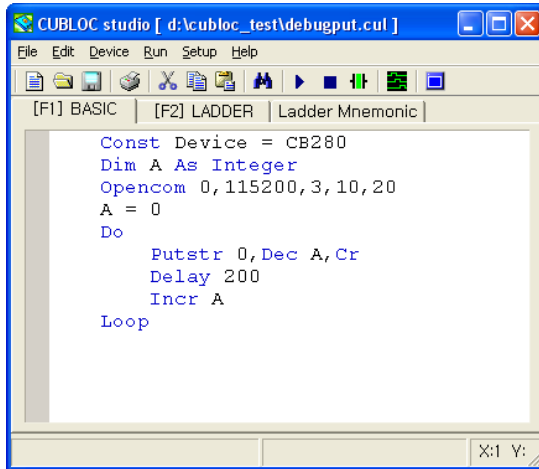 CUBLOC studio [ d:\cubloc_test\debugput.cul ]
File Edit Device Run Setup Help
[F1] BASIC [F2] LADDER Ladder Mnemonic
Const Device = CB280
Dim A As Integer
Opencom 0,115200,3,10,20
A = 0
Do
Putstr 0,Dec A,Cr
Delay 200
Incr A
Loop
X:1 Y: